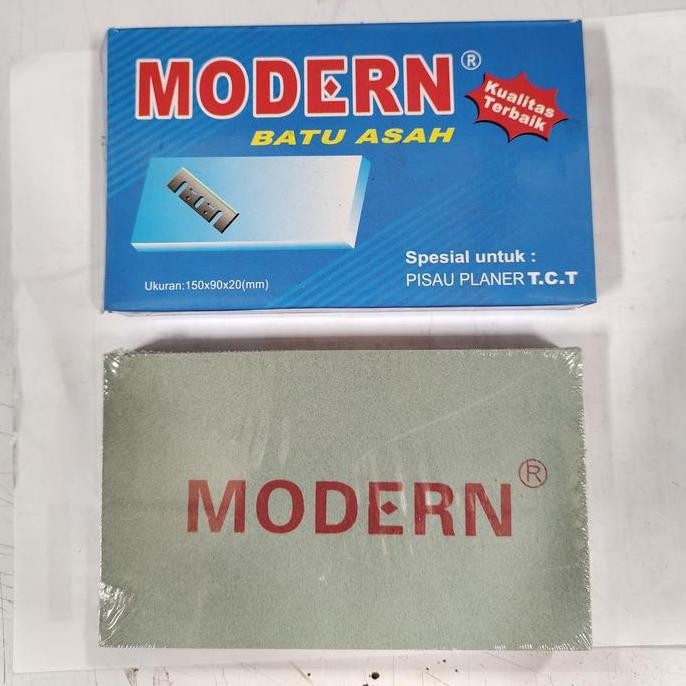 MODERN®
Kualitas
Terbaik
BATU ASAH
Spesial untuk :
PISAU PLANER T.C.T
Ukuran:150x90x20(mm)
MODERN®